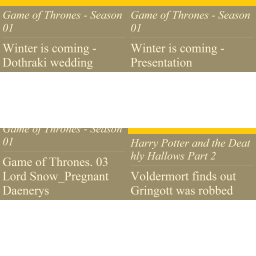 Game of Thrones - Season
01
Winter is coming -
Dothraki wedding
Game of Thrones - Season
01
Winter is coming -
Presentation
Game of Thrones - Season
01
Game of Thrones. 03
Lord Snow_Pregnant
Daenerys
Harry Potter and the Deat
hly Hallows Part 2
Voldermort finds out
Gringott was robbed